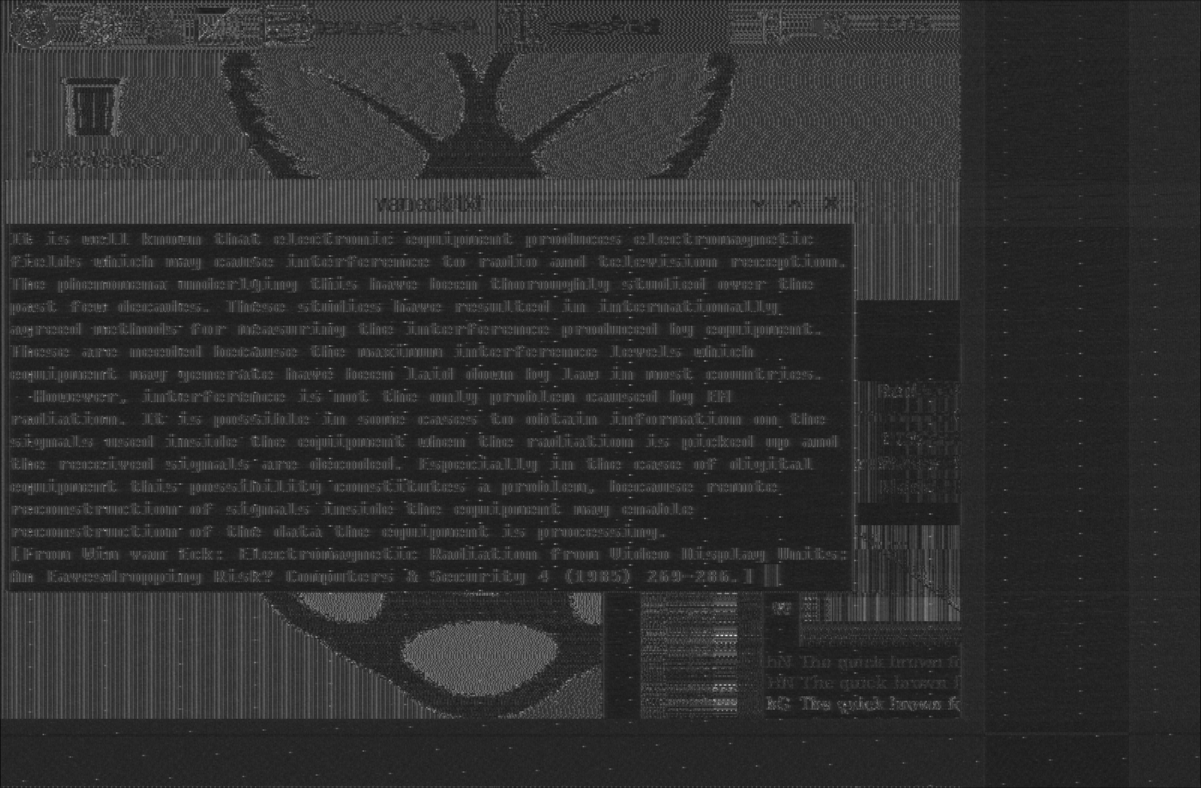 vaneck.txt
It is well known that electronic equipment produces electromagnetic
fields which may cause interference to radio and television reception.
The phenomena underlying this have been thoroughly studied over the
past few decades. These studies have resulted in internationally
agreed methods for measuring the interference produced by equipment.
These are needed because the maximum interference levels which
equipment may generate have been laid down by law in most countries.
However, interference is not the only problem caused by EM
radiation. It is possible in some cases to obtain information on the
signals used inside the equipment when the radiation is picked up and
the received signals are decoded. Especially in the case of digital
equipment this possibility constitutes a problem, because remote
reconstruction of signals inside the equipment may enable
reconstruction of the data the equipment is processing.
[From Wim van Eck: Electromagnetic Radiation from Video Display Units:
An Eavesdropping Risk? Computers & Security 4 (1985) 269-286.]
The quick brown fo
The quick brown f
The quick brown fo